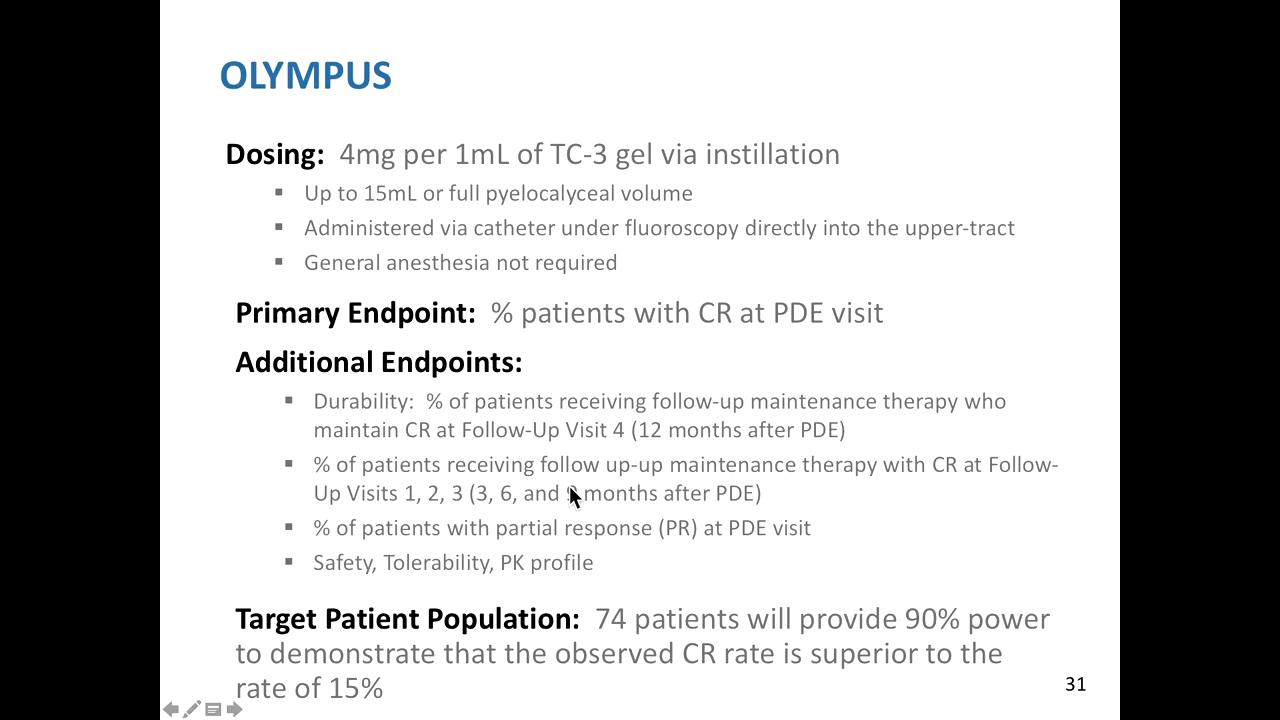 OLYMPUS
Dosing: 4mg per 1mL of TC-3 gel via instillation
▪ Up to 15mL or full pyelocalyceal volume
▪ Administered via catheter under fluoroscopy directly into the upper-tract
▪ General anesthesia not required
Primary Endpoint: % patients with CR at PDE visit
Additional Endpoints:
▪ Durability: % of patients receiving follow-up maintenance therapy who
maintain CR at Follow-Up Visit 4 (12 months after PDE)
▪ % of patients receiving follow up-up maintenance therapy with CR at Follow-
Up Visits 1, 2, 3 (3, 6, and months after PDE)
▪ % of patients with partial response (PR) at PDE visit
▪ Safety, Tolerability, PK profile
Target Patient Population: 74 patients will provide 90% power
to demonstrate that the observed CR rate is superior to the
rate of 15%
31